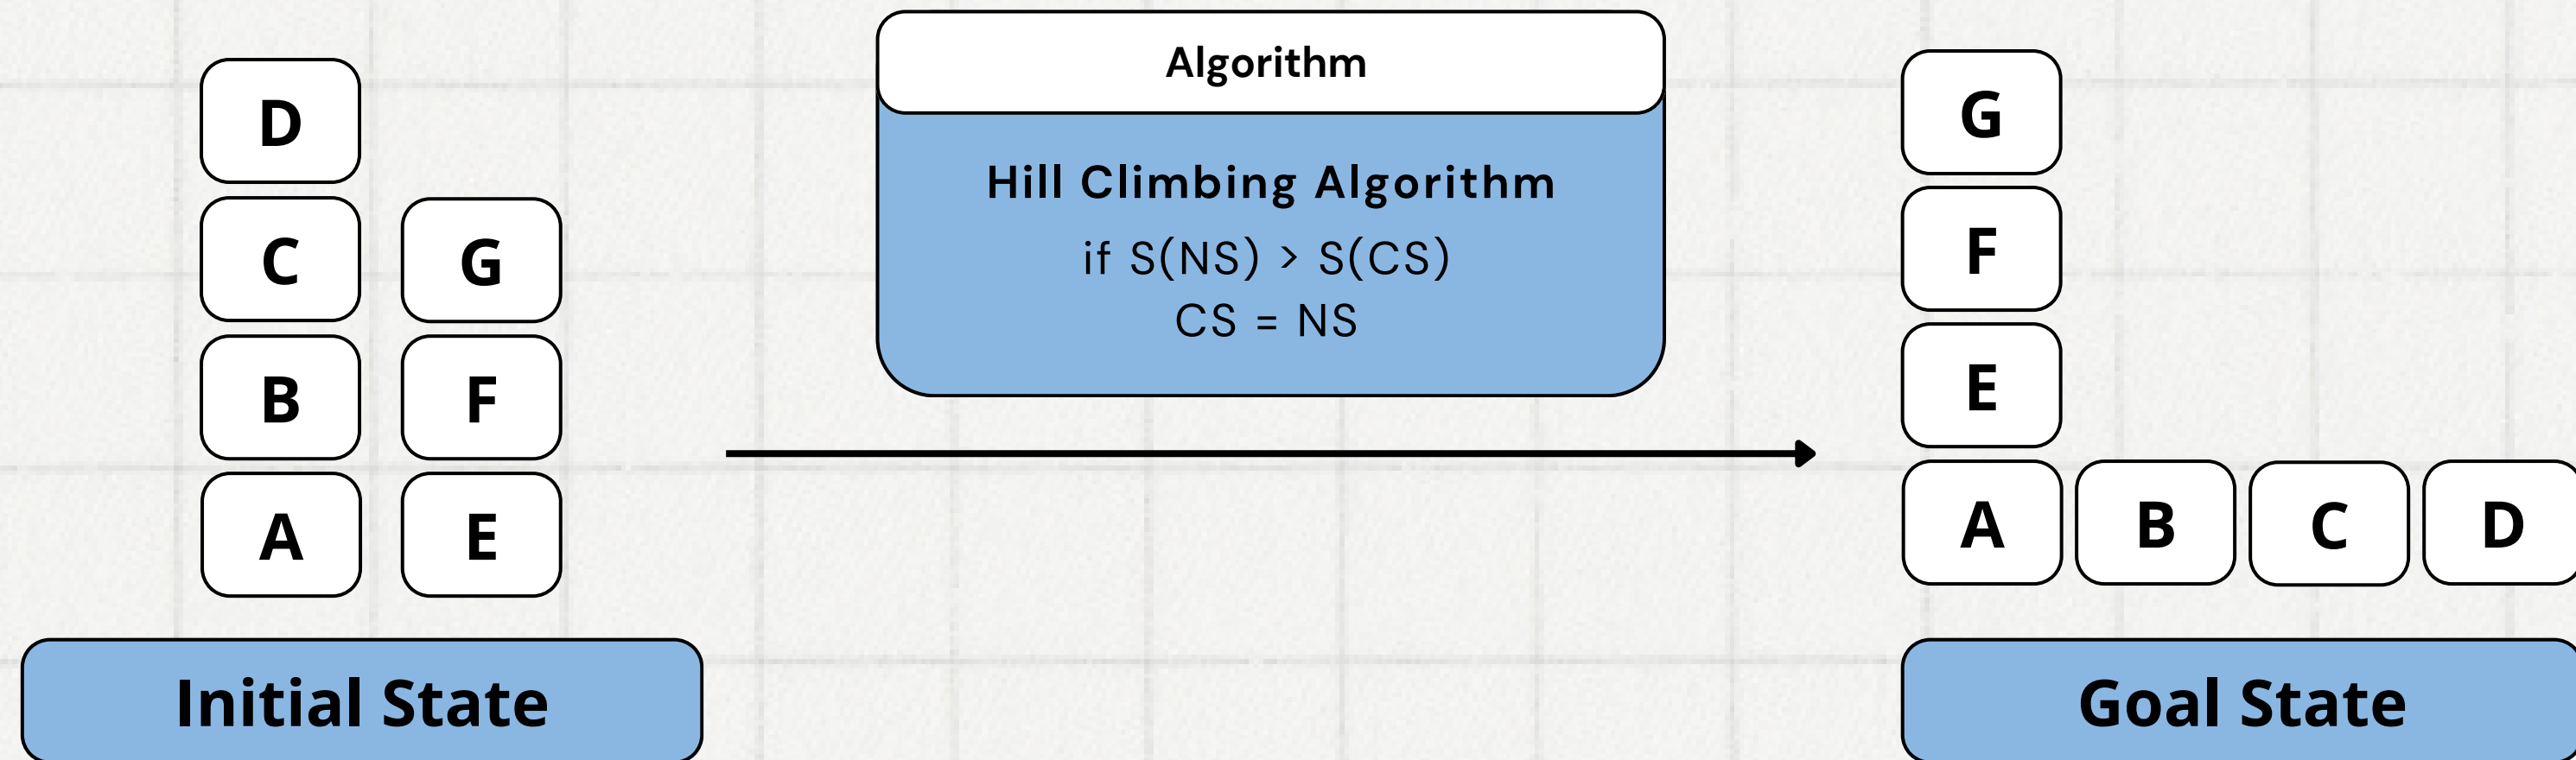 D
C
B
A
G
F
E
Initial State
Algorithm
Hill Climbing Algorithm
if S(NS) > S(CS)
CS = NS
G
F
E
A B C D
Goal State